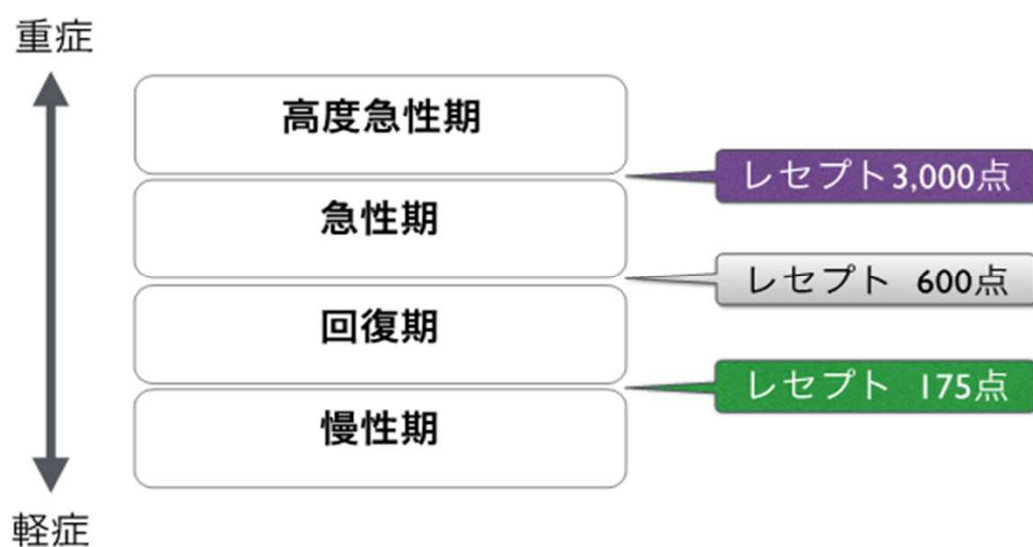 重症
高度急性期
レセプト3,000点
急性期
レセプト 600点
回復期
レセプト 175点
慢性期
軽症